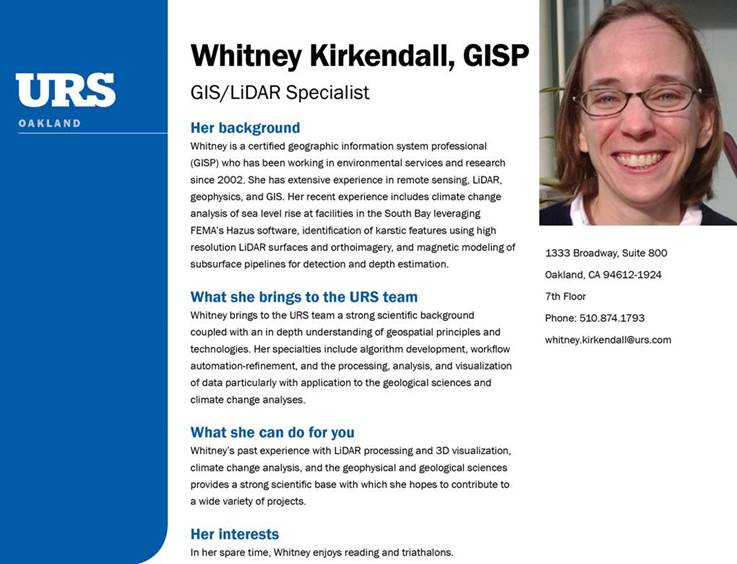 URS
OAKLAND
Whitney Kirkendall, GISP
GIS/LiDAR Specialist
Her background
Whitney is a certified geographic information system professional
(GISP) who has been working in environmental services and research
since 2002. She has extensive experience in remote sensing, LiDAR,
geophysics, and GIS. Her recent experience includes climate change
analysis of sea level rise at facilities in the South Bay leveraging
FEMA's Hazus software, identification of karstic features using high
resolution LiDAR surfaces and orthoimagery, and magnetic modeling of
subsurface pipelines for detection and depth estimation.
What she brings to the URS team
Whitney brings to the URS team a strong scientific background
coupled with an in depth understanding of geospatial principles and
technologies. Her specialties include algorithm development, workflow
automation-refinement, and the processing, analysis, and visualization
of data particularly with application to the geological sciences and
climate change analyses.
What she can do for you
Whitney's past experience with LiDAR processing and 3D visualization,
climate change analysis, and the geophysical and geological sciences
provides a strong scientific base with which she hopes to contribute to
a wide variety of projects.
Her interests
In her spare time, Whitney enjoys reading and triathalons.
1333 Broadway, Suite 800
Oakland, CA 94612-1924
7th Floor
Phone: 510.874.1793
whitney.kirkendall@urs.com